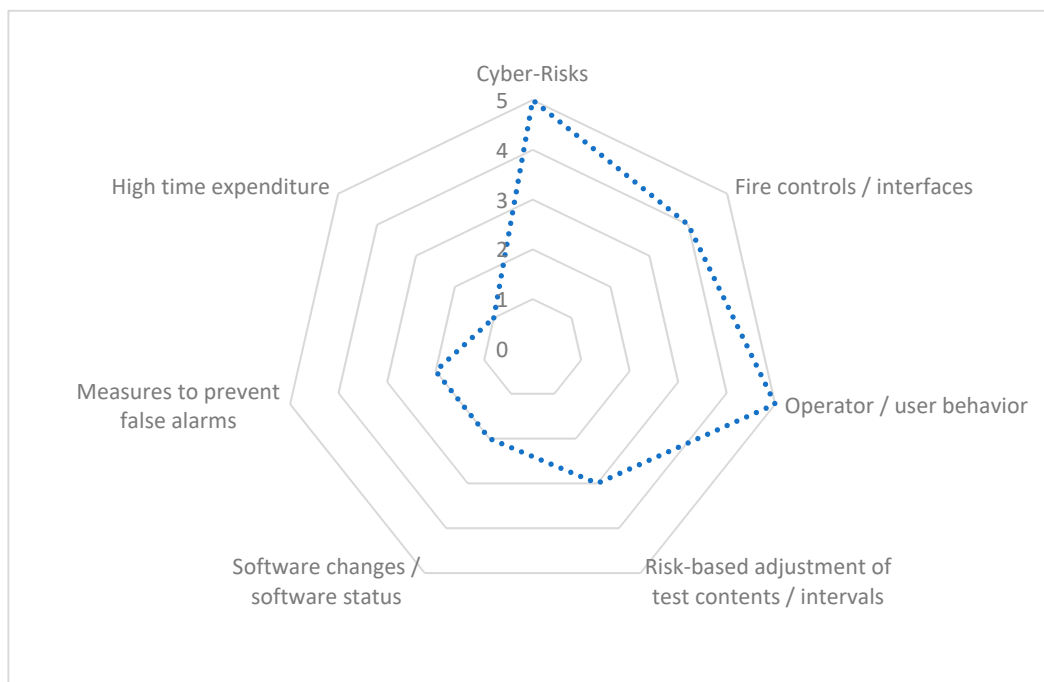 Cyber-Risks
5
4
3
2
1
0
High time expenditure
Fire controls / interfaces
Measures to prevent
false alarms
Operator / user behavior
Software changes /
software status
Risk-based adjustment of
test contents / intervals